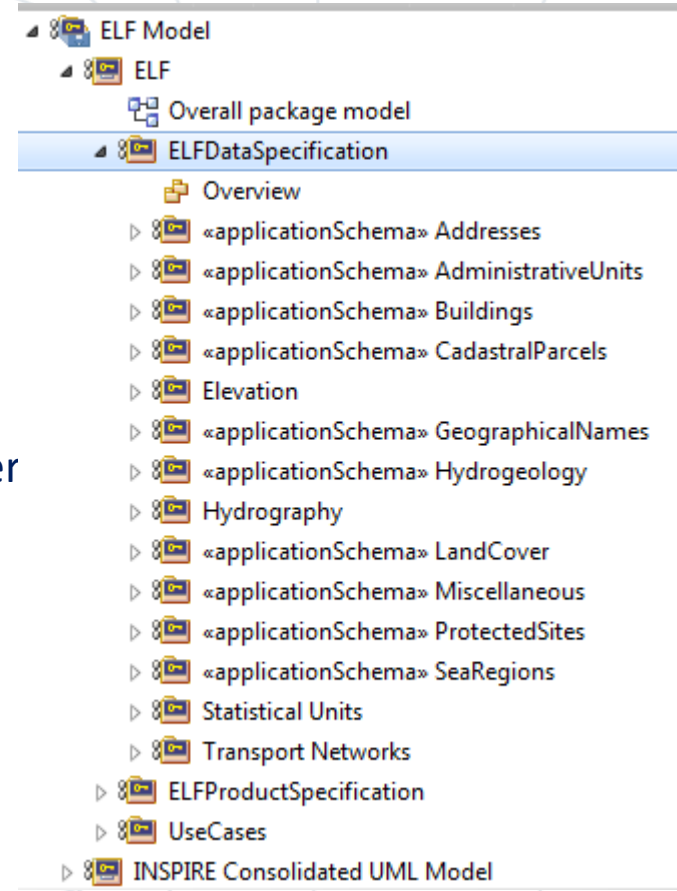 ELF Model
ELF
Overall package model
ELFDataSpecification
Overview
«applicationSchema» Addresses
«applicationSchema» AdministrativeUnits
«applicationSchema» Buildings
«applicationSchema» CadastralParcels
Elevation
«applicationSchema» GeographicalNames
er
«applicationSchema» Hydrogeology
Hydrography
«applicationSchema» LandCover
«applicationSchema» Miscellaneous
«applicationSchema» ProtectedSites
«applicationSchema» SeaRegions
Statistical Units
Transport Networks
ELFProductSpecification
UseCases
INSPIRE Consolidated UML Model